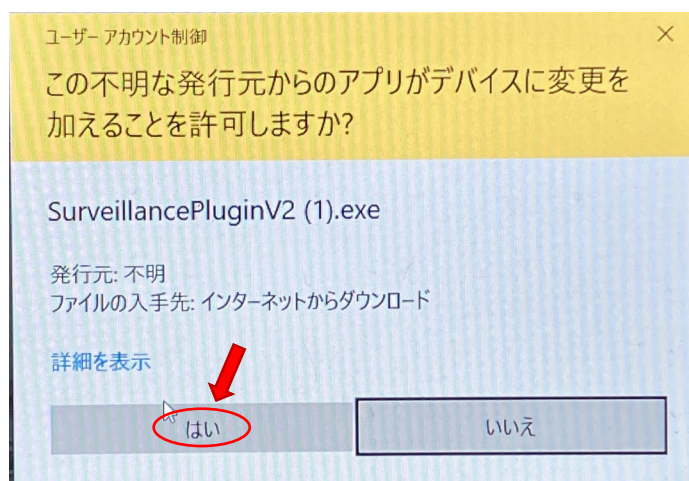 ユーザー アカウント制御
この不明な発行元からのアプリがデバイスに変更を
加えることを許可しますか?
SurveillancePluginV2 (1).exe
発行元: 不明
ファイルの入手先: インターネットからダウンロード
詳細を表示
はい
いいえ